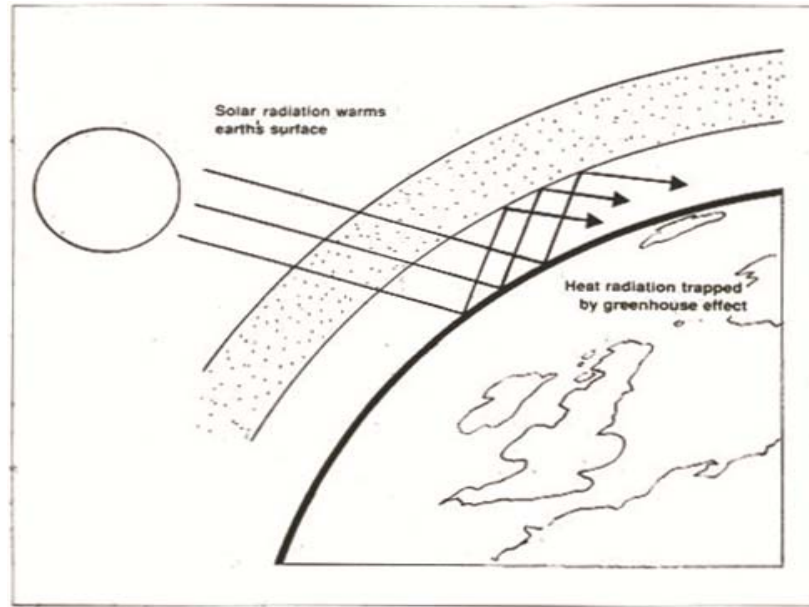 Solar radiation warms
earth's surface
Heat radiation trapped
by greenhouse effect